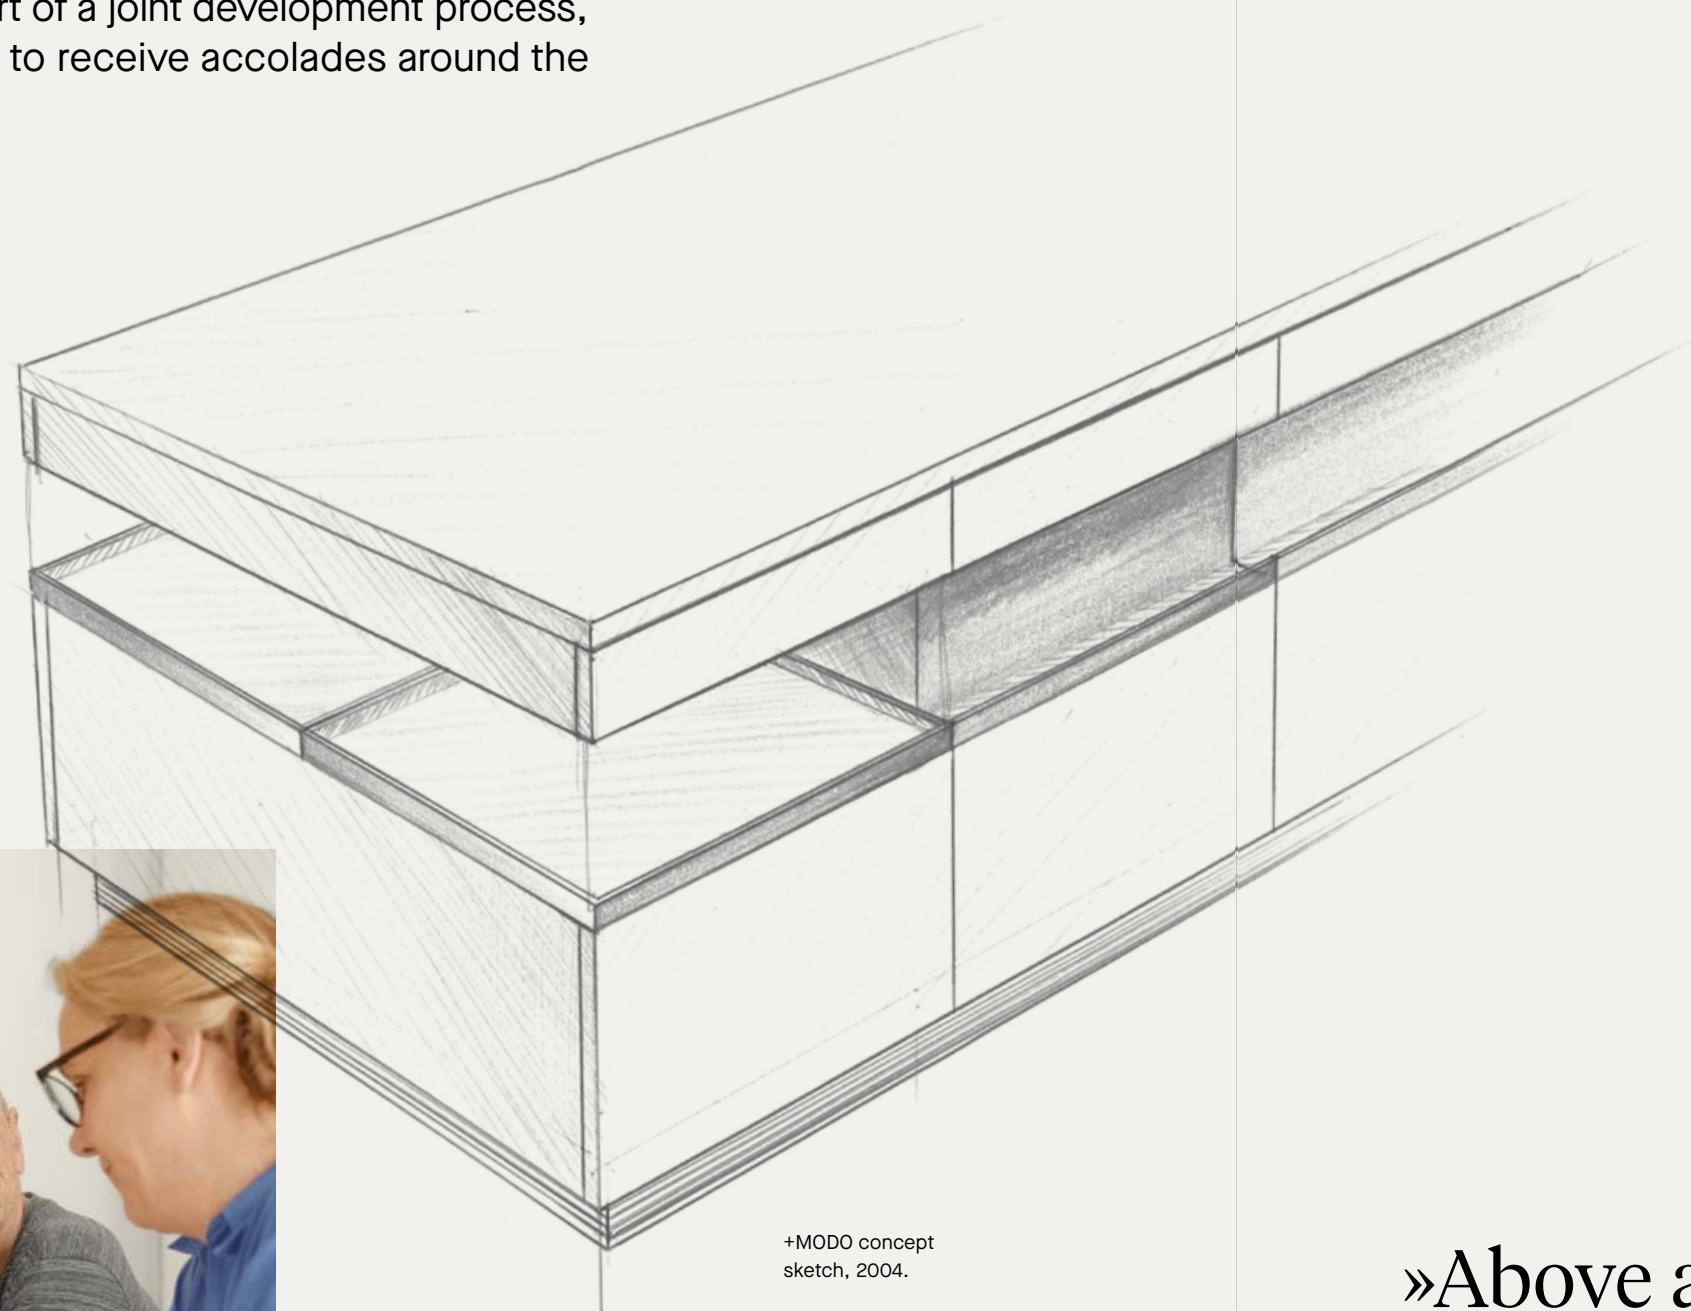 rt of a joint development process,
to receive accolades around the
+MODO concept
sketch, 2004.
»Above a